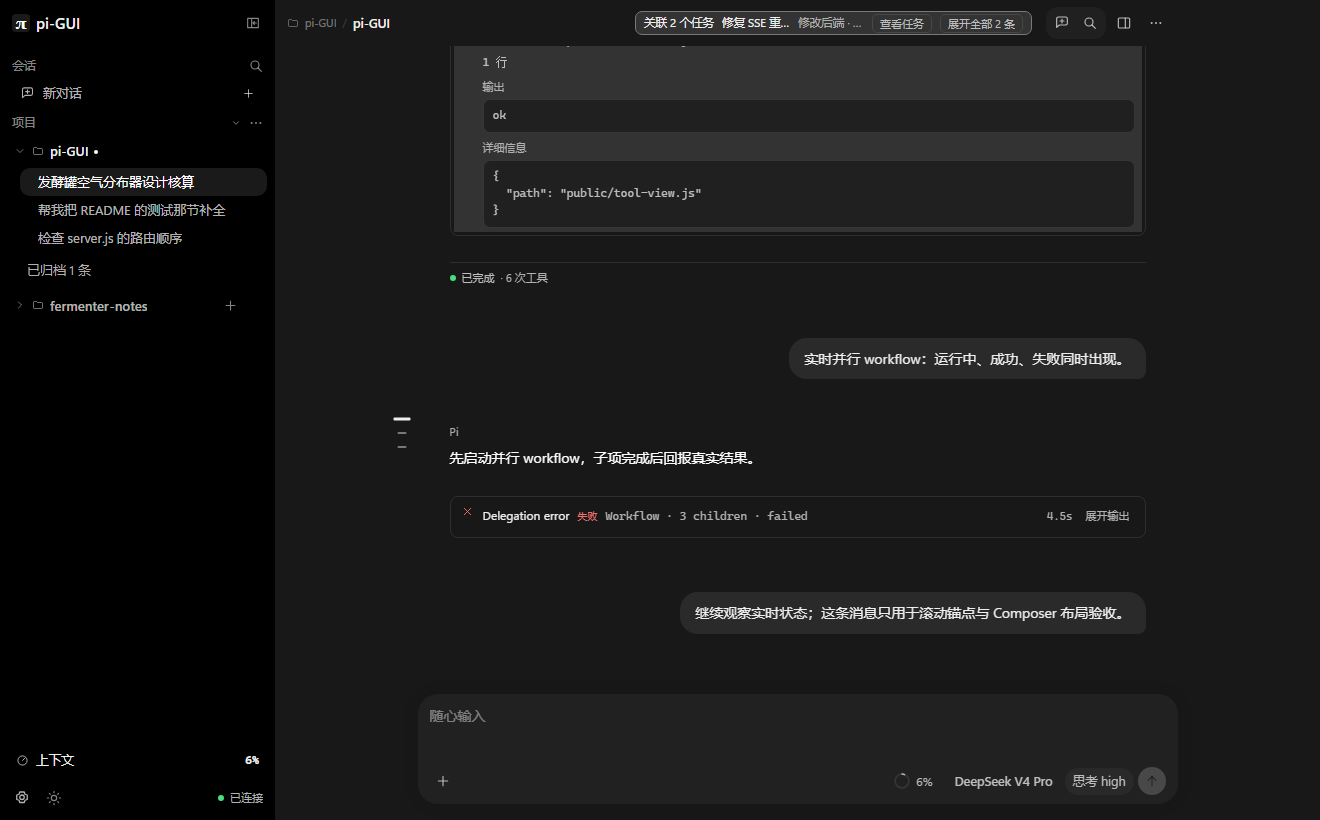 π pi-GUI
会话
新对话
项目
pi-GUI •
发酵罐空气分布器设计核算
帮我把 README 的测试那节补全
检查 server.js 的路由顺序
已归档 1 条
fermenter-notes
上下文 6%
已连接
pi-GUI / pi-GUI
关联 2 个任务 修复 SSE 重... 修改后端 · ... 查看任务 展开全部 2 条
1 行
输出
ok
详细信息
{
"path": "public/tool-view.js"
}
已完成 · 6 次工具
实时并行 workflow：运行中、成功、失败同时出现。
Pi
先启动并行 workflow，子项完成后回报真实结果。
Delegation error 失败 Workflow · 3 children · failed 4.5s 展开输出
继续观察实时状态；这条消息只用于滚动锚点与 Composer 布局验收。
随心输入
6% DeepSeek V4 Pro 思考 high